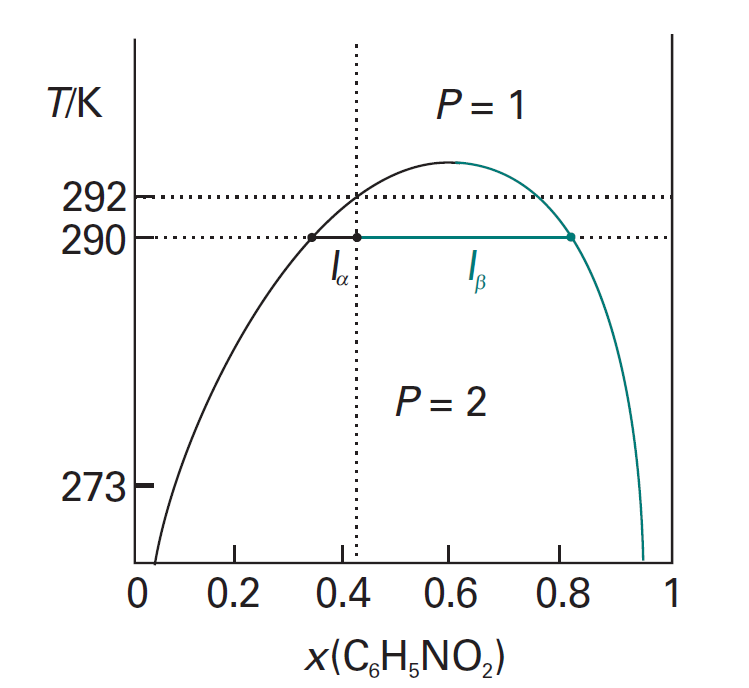 T/K
P = 1
292
290
lα
lβ
P = 2
273
0 0.2 0.4 0.6 0.8 1
x(C₆H₅NO₂)